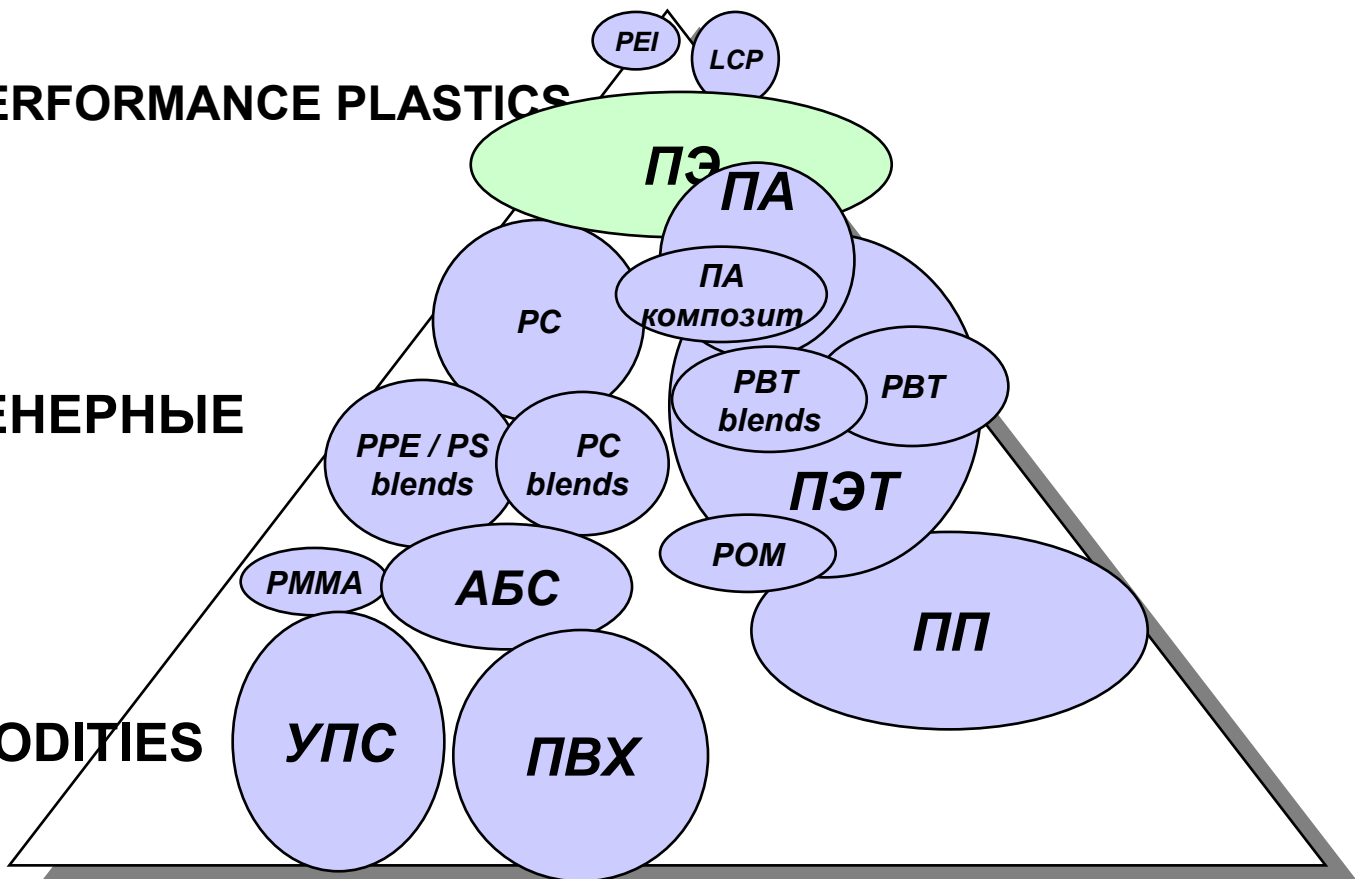 PEI
LCP
ERFORMANCE PLASTICS
ПЭ
ПА
ПА
композит
PC
PBT
blends
PBT
ЕНЕРНЫЕ
PPE / PS
blends
PC
blends
ПЭТ
POM
PMMA
АБС
ПП
ODITIES
УПС
ПВХ